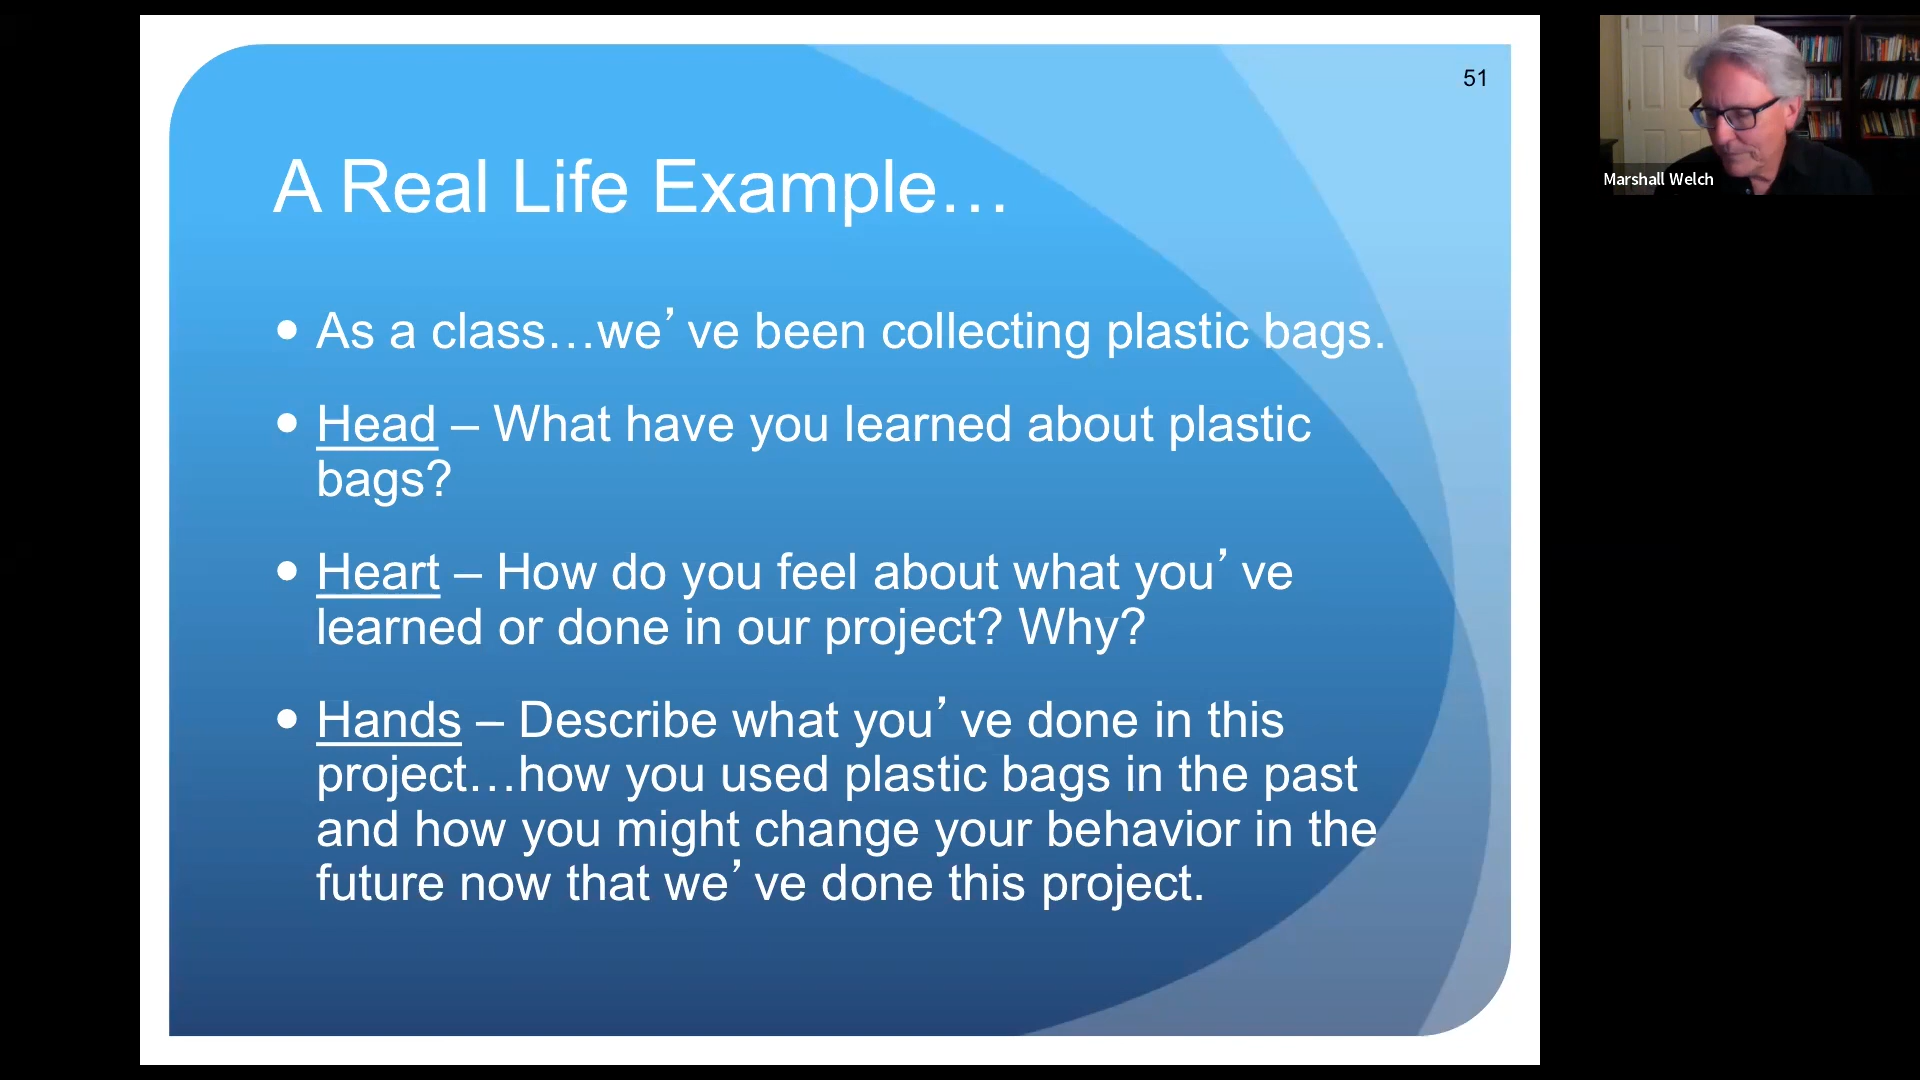 51
A Real Life Example…
• As a class…we’ve been collecting plastic bags.
• Head – What have you learned about plastic
bags?
• Heart – How do you feel about what you’ve
learned or done in our project? Why?
• Hands – Describe what you’ve done in this
project…how you used plastic bags in the past
and how you might change your behavior in the
future now that we’ve done this project.
Marshall Welch